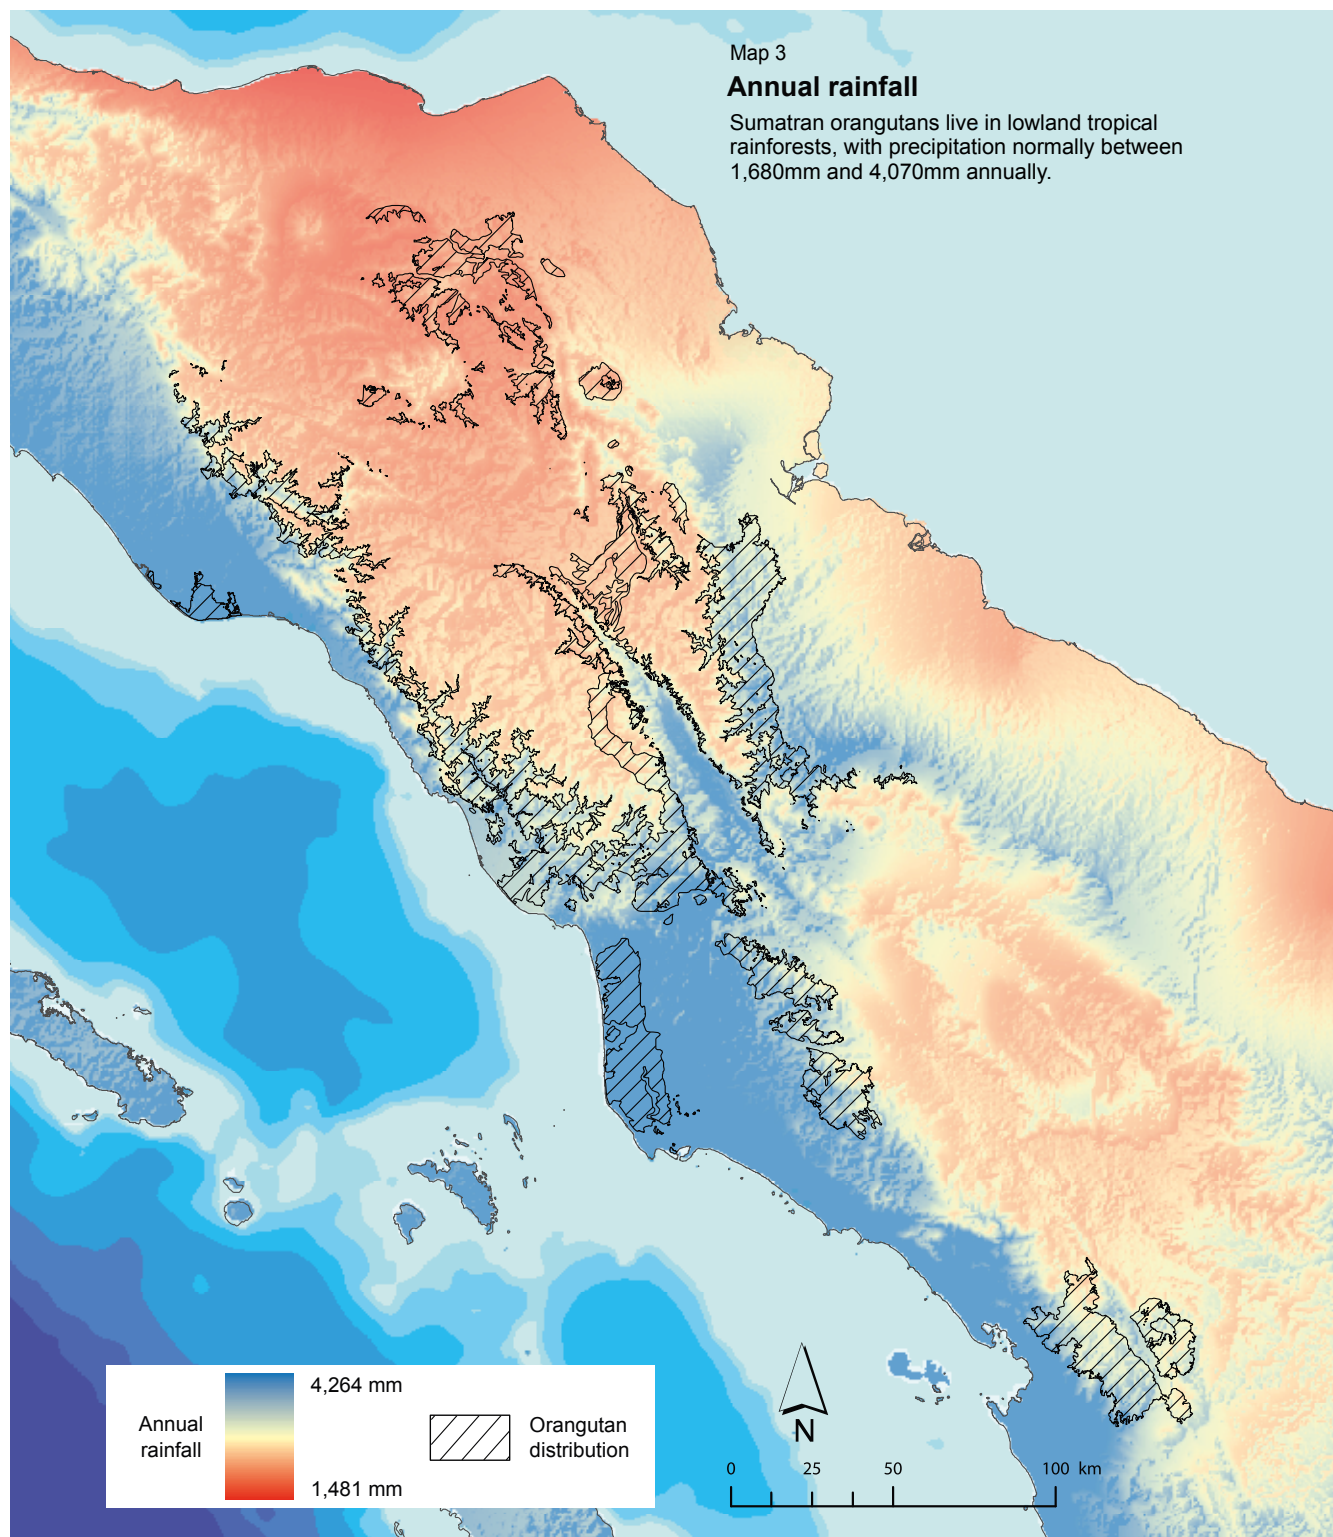 Map 3
Annual rainfall
Sumatran orangutans live in lowland tropical
rainforests, with precipitation normally between
1,680mm and 4,070mm annually.
4,264 mm
Annual
rainfall
1,481 mm
Orangutan
distribution
N
0 25 50 100 km